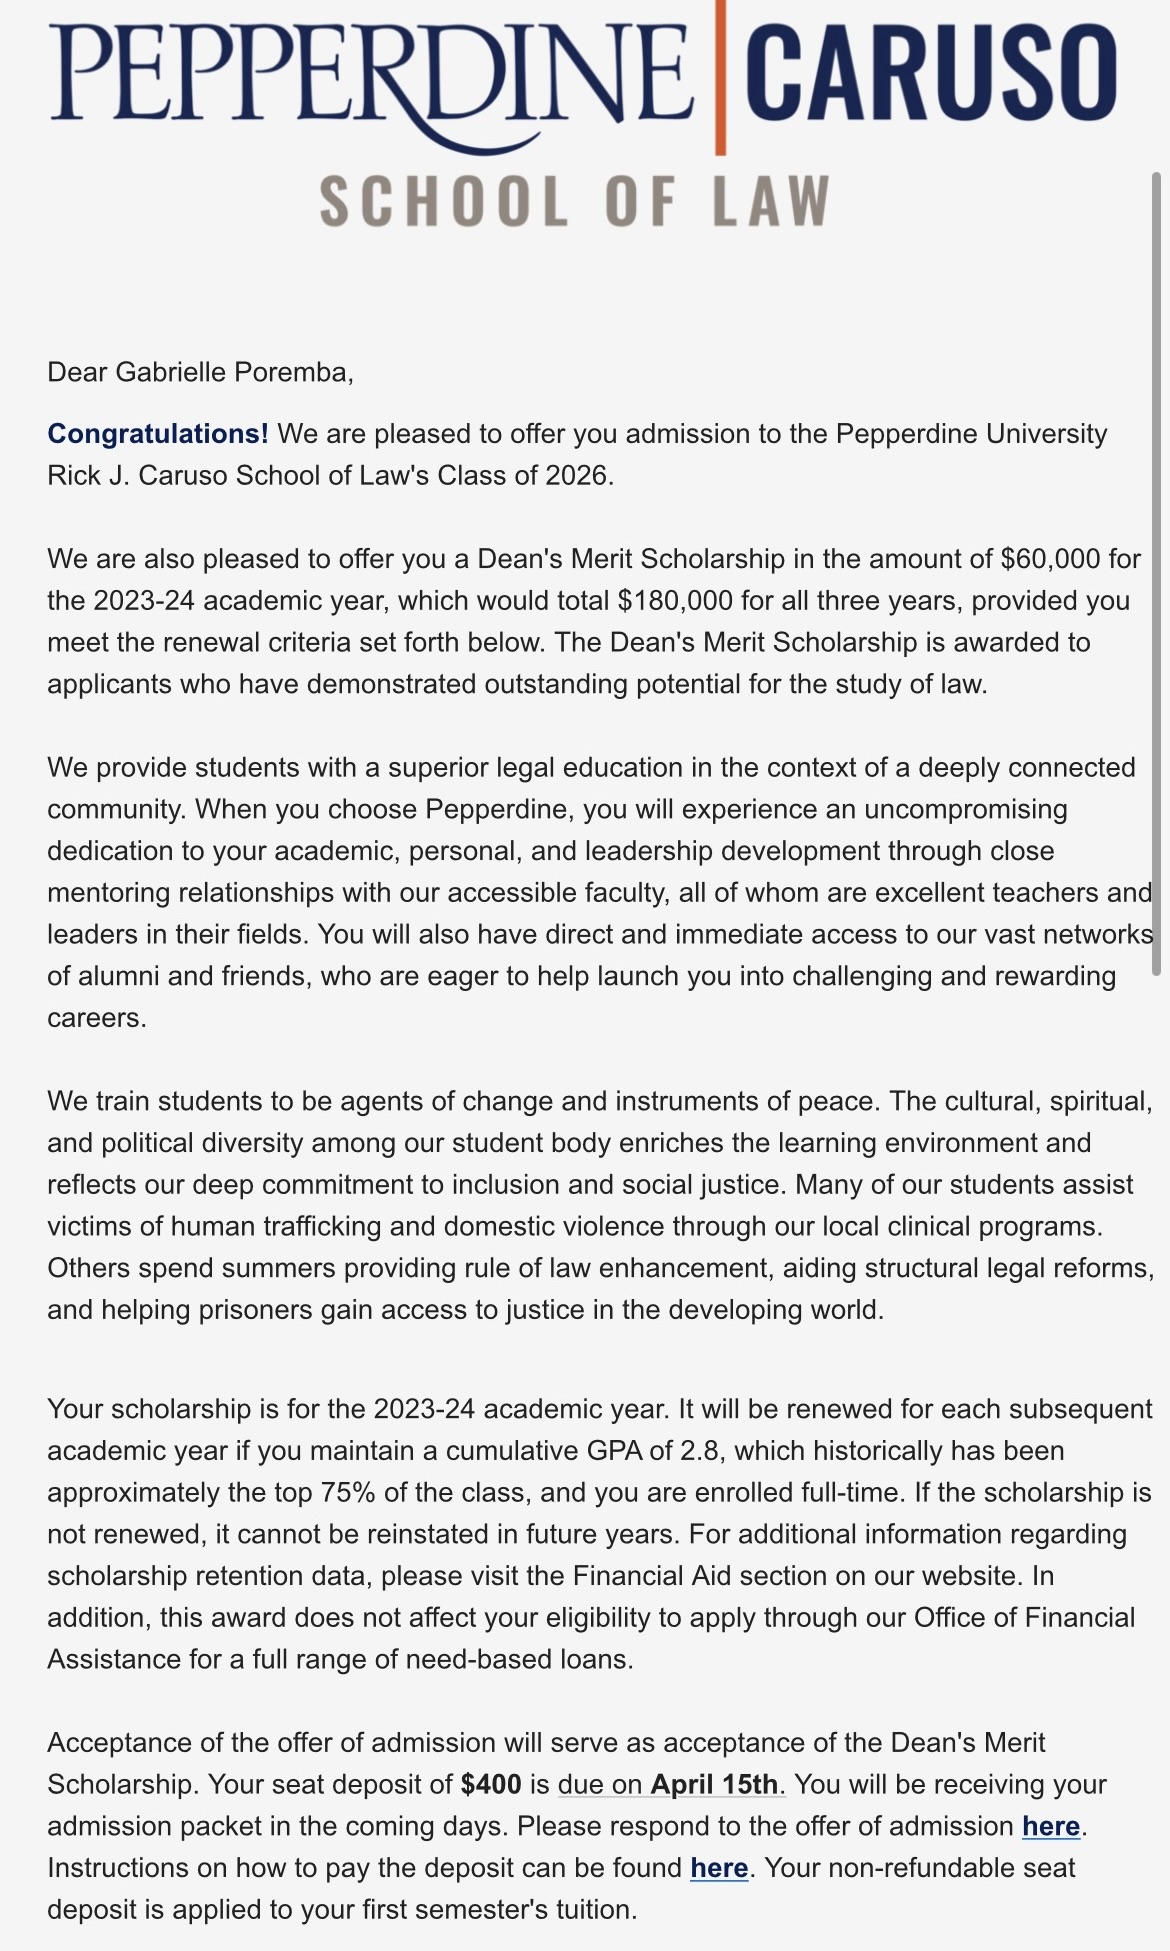 PEPPERDINE | CARUSO
SCHOOL OF LAW
Dear Gabrielle Poremba,
Congratulations! We are pleased to offer you admission to the Pepperdine University
Rick J. Caruso School of Law's Class of 2026.
We are also pleased to offer you a Dean's Merit Scholarship in the amount of $60,000 for
the 2023-24 academic year, which would total $180,000 for all three years, provided you
meet the renewal criteria set forth below. The Dean's Merit Scholarship is awarded to
applicants who have demonstrated outstanding potential for the study of law.
We provide students with a superior legal education in the context of a deeply connected
community. When you choose Pepperdine, you will experience an uncompromising
dedication to your academic, personal, and leadership development through close
mentoring relationships with our accessible faculty, all of whom are excellent teachers and
leaders in their fields. You will also have direct and immediate access to our vast networks
of alumni and friends, who are eager to help launch you into challenging and rewarding
careers.
We train students to be agents of change and instruments of peace. The cultural, spiritual,
and political diversity among our student body enriches the learning environment and
reflects our deep commitment to inclusion and social justice. Many of our students assist
victims of human trafficking and domestic violence through our local clinical programs.
Others spend summers providing rule of law enhancement, aiding structural legal reforms,
and helping prisoners gain access to justice in the developing world.
Your scholarship is for the 2023-24 academic year. It will be renewed for each subsequent
academic year if you maintain a cumulative GPA of 2.8, which historically has been
approximately the top 75% of the class, and you are enrolled full-time. If the scholarship is
not renewed, it cannot be reinstated in future years. For additional information regarding
scholarship retention data, please visit the Financial Aid section on our website. In
addition, this award does not affect your eligibility to apply through our Office of Financial
Assistance for a full range of need-based loans.
Acceptance of the offer of admission will serve as acceptance of the Dean's Merit
Scholarship. Your seat deposit of $400 is due on April 15th. You will be receiving your
admission packet in the coming days. Please respond to the offer of admission here.
Instructions on how to pay the deposit can be found here. Your non-refundable seat
deposit is applied to your first semester's tuition.